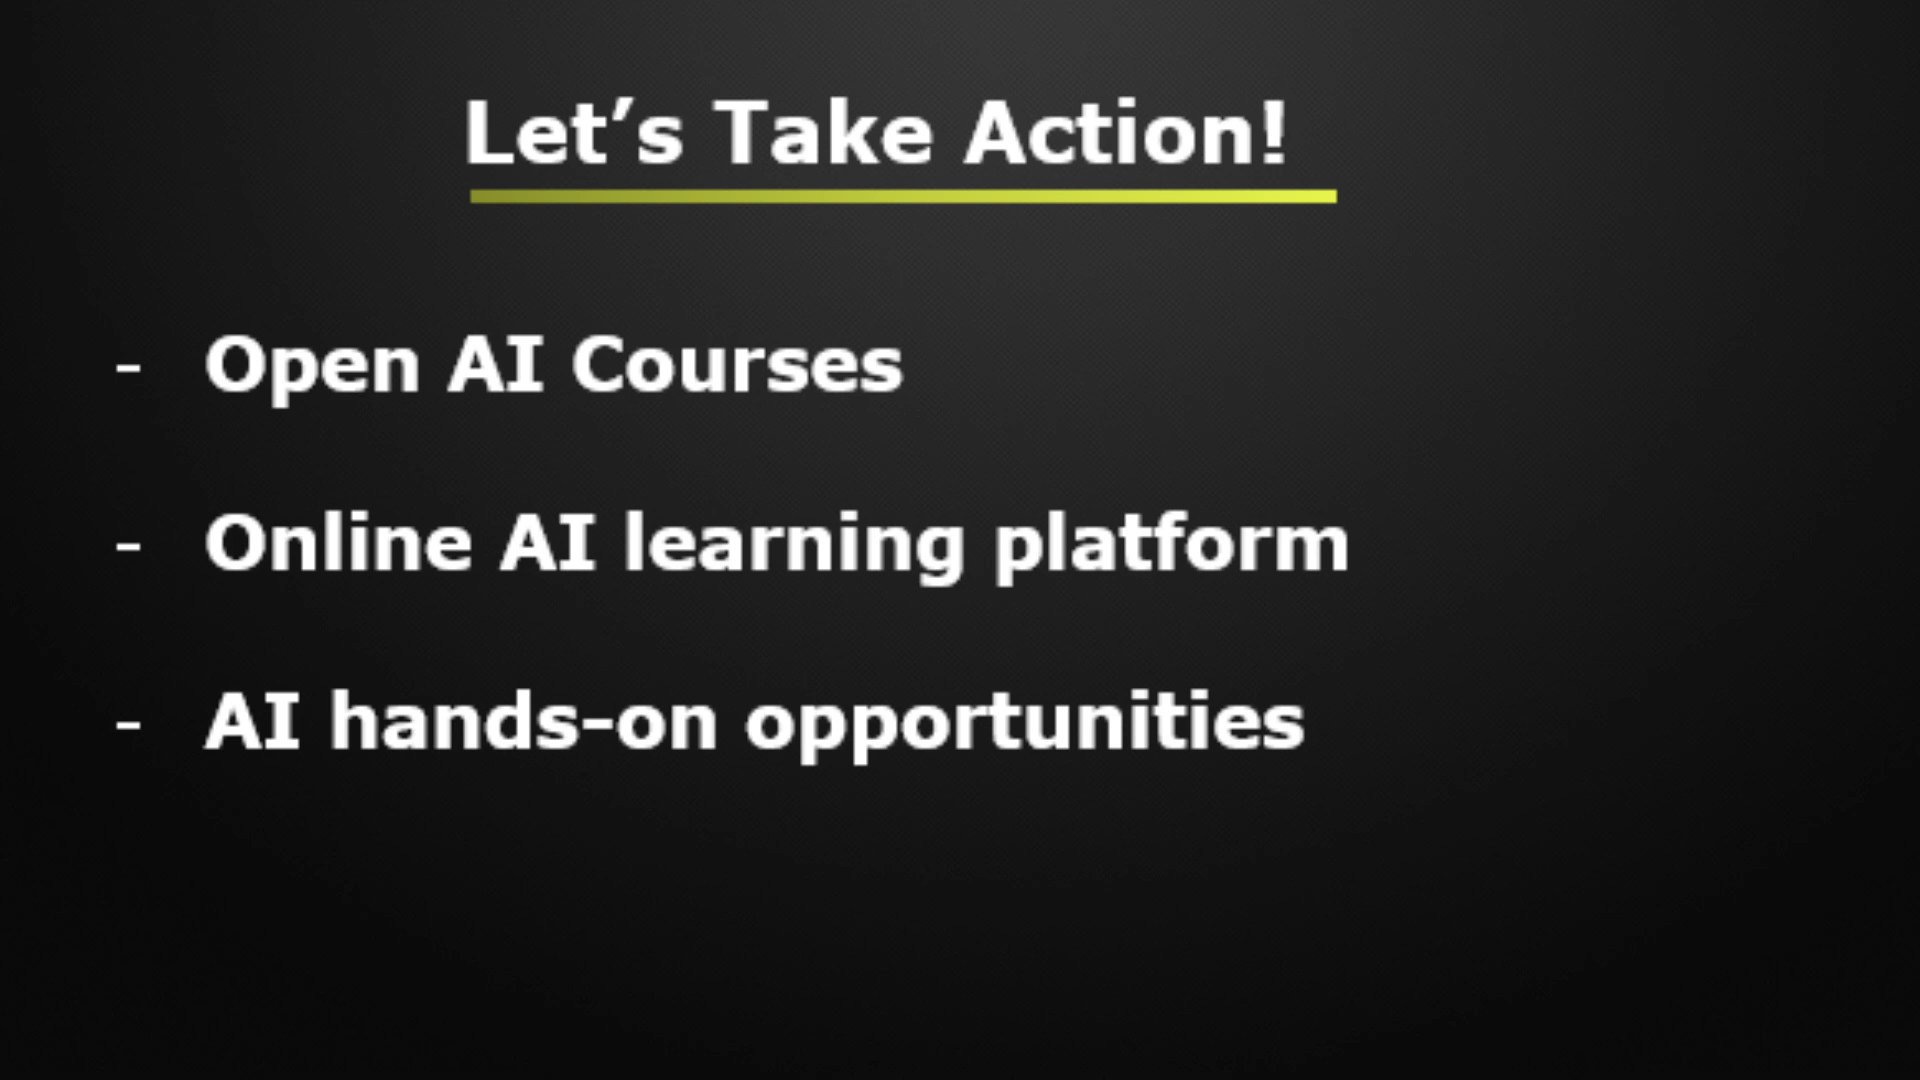 Let’s Take Action!
- Open AI Courses
- Online AI learning platform
- AI hands-on opportunities